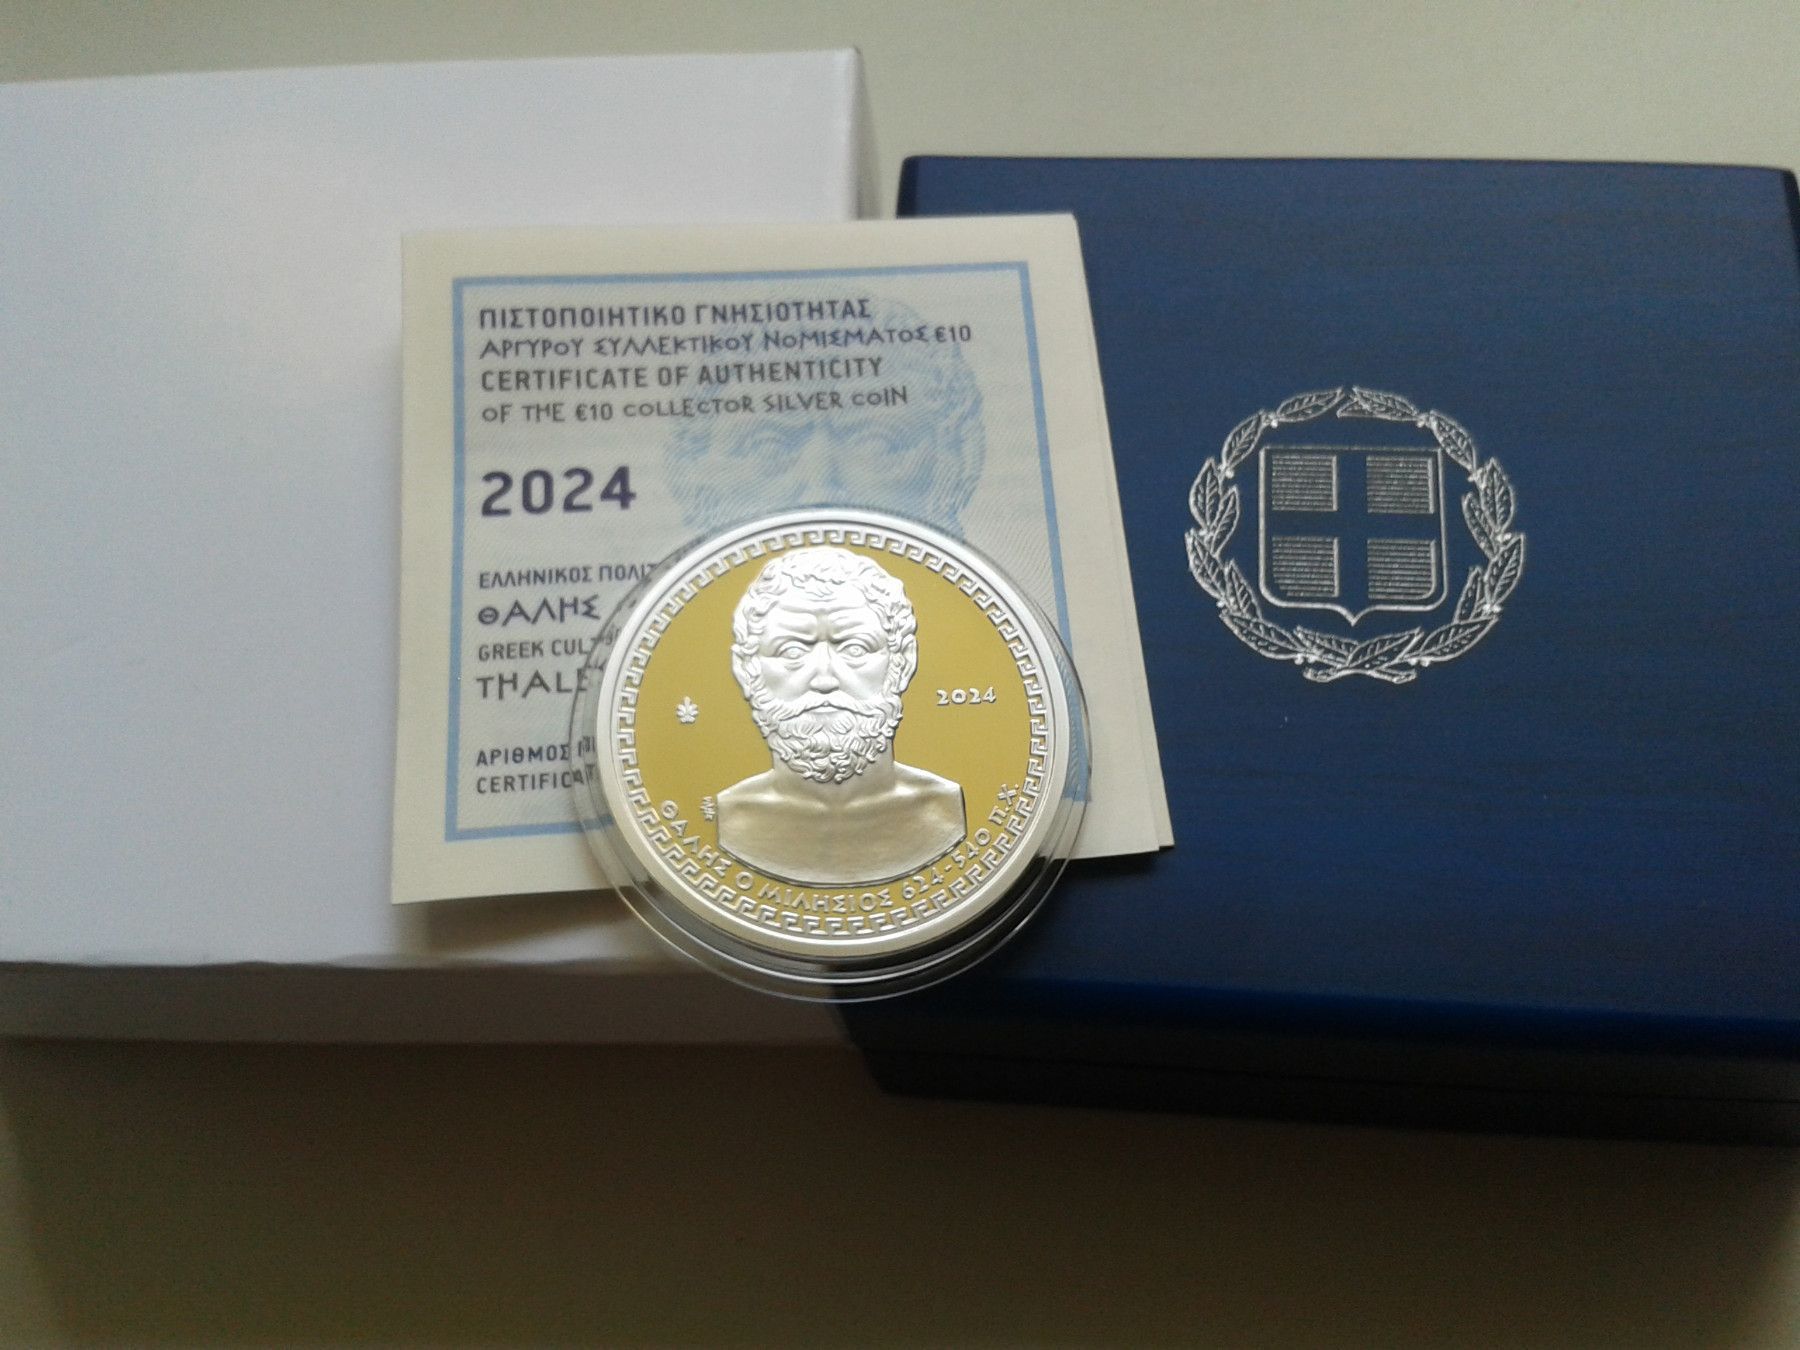 ΠΙΣΤΟΠΟΙΗΤΙΚΟ ΓΝΗΣΙΟΤΗΤΑΣ
ΑΡΓΥΡΟΥ ΣΥΛΛΕΚΤΙΚΟΥ ΝΟΜΙΣΜΑΤΟΣ €10
CERTIFICATE OF AUTHENTICITY
OF THE €10 COLLECTOR SILVER COIN
2024
ΕΛΛΗΝΙΚΟΣ
ΘΑΛΗΣ
GREEK
ΑΡΙΘΜΟΣ
2024
ΘΑΛΗΣ Ο ΜΙΛΗΣΙΟΣ 624-540 π.Χ.